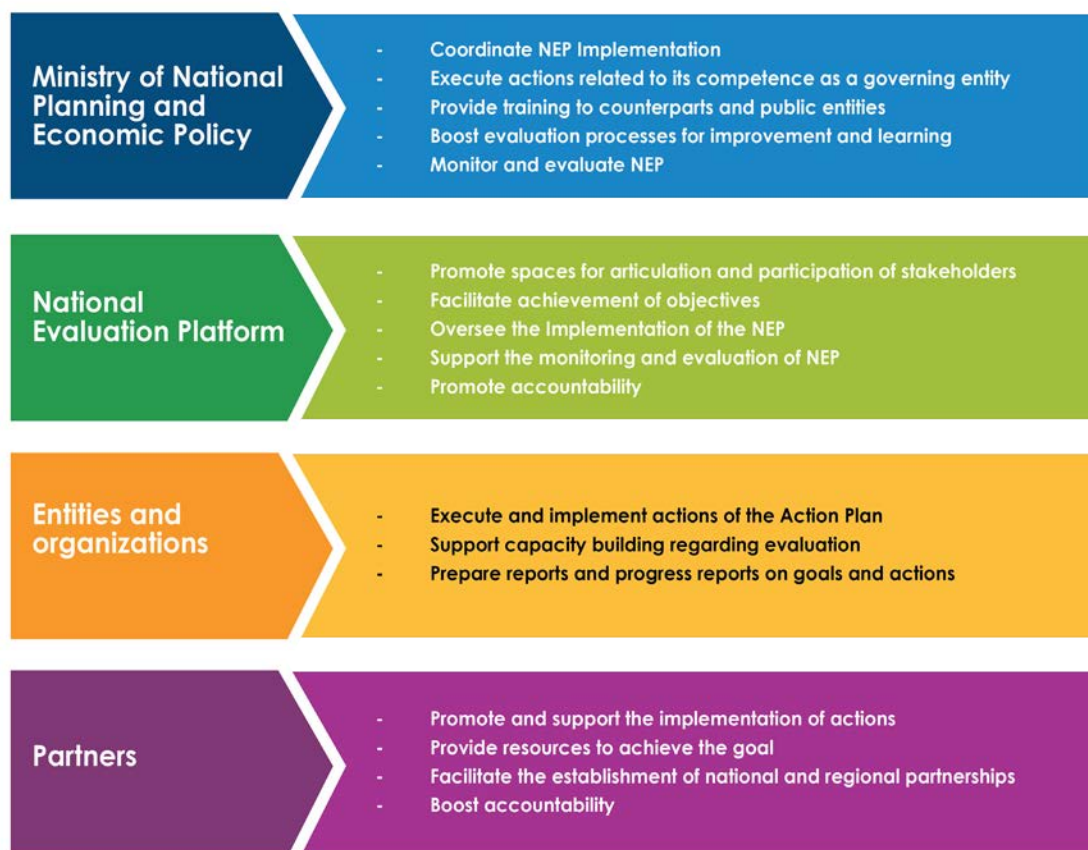 Ministry of National
Planning and
Economic Policy
- Coordinate NEP Implementation
- Execute actions related to its competence as a governing entity
- Provide training to counterparts and public entities
- Boost evaluation processes for improvement and learning
- Monitor and evaluate NEP
National
Evaluation Platform
- Promote spaces for articulation and participation of stakeholders
- Facilitate achievement of objectives
- Oversee the Implementation of the NEP
- Support the monitoring and evaluation of NEP
- Promote accountability
Entities and
organizations
- Execute and implement actions of the Action Plan
- Support capacity building regarding evaluation
- Prepare reports and progress reports on goals and actions
Partners
- Promote and support the implementation of actions
- Provide resources to achieve the goal
- Facilitate the establishment of national and regional partnerships
- Boost accountability